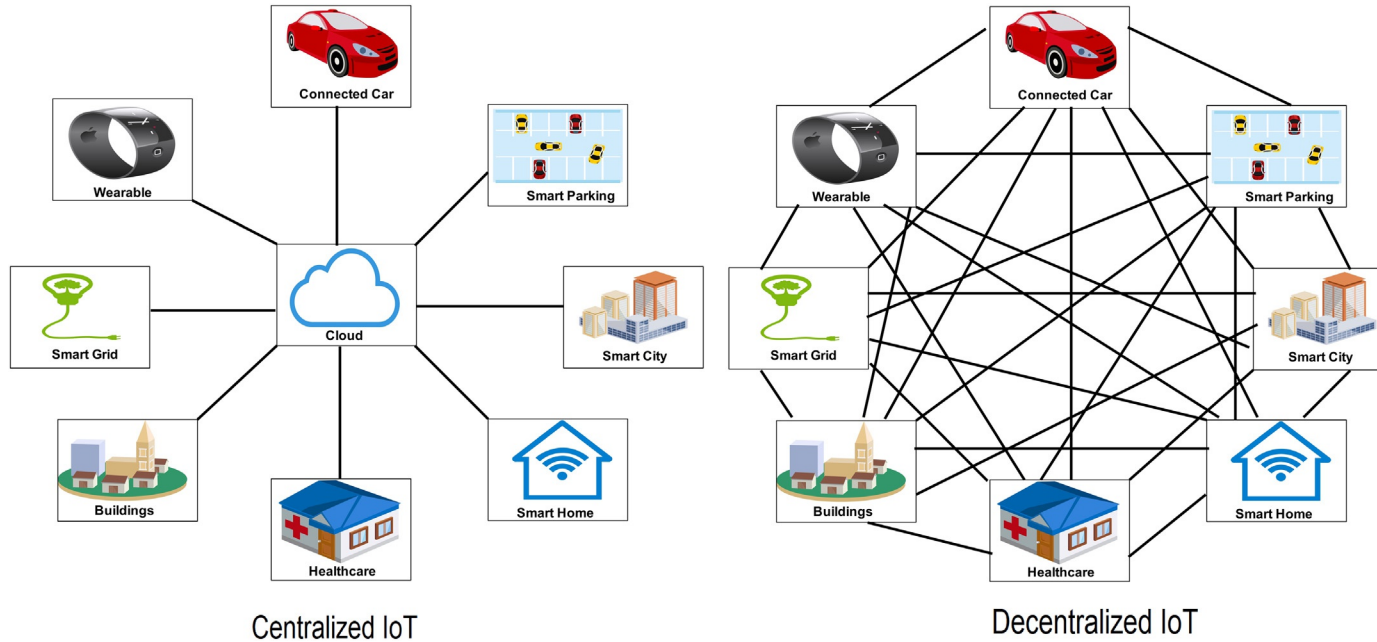 Connected Car
Wearable
Smart Parking
Cloud
Smart Grid
Smart City
Buildings
Smart Home
Healthcare
Centralized IoT
Connected Car
Wearable
Smart Parking
Smart Grid
Smart City
Buildings
Smart Home
Healthcare
Decentralized IoT